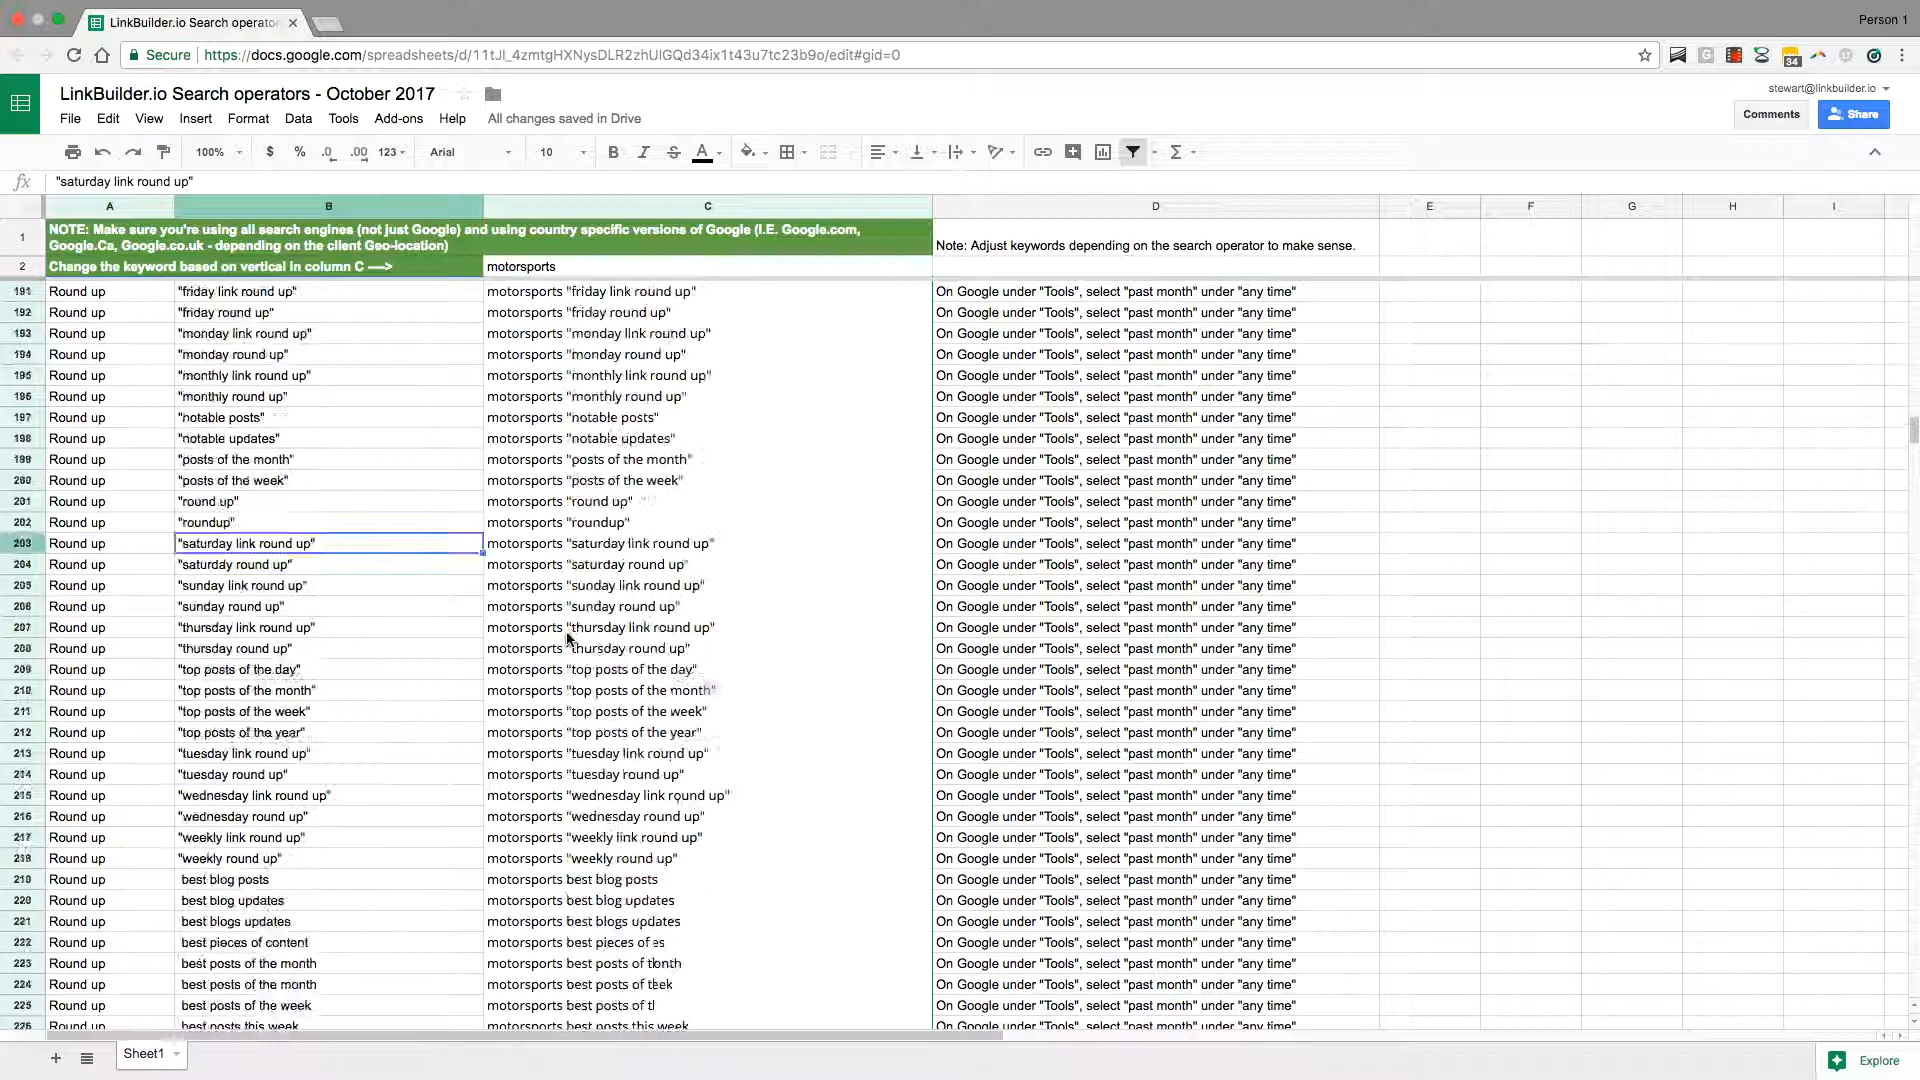 LinkBuilder.io Search operato
Person 1
Secure https://docs.google.com/spreadsheets/d/11tJl_4zmtgHXNysDLR2zhUlGQd34ix1t43u7tc23b9o/edit#gid=0
34
LinkBuilder.io Search operators - October 2017
stewart@linkbuilder.io
File Edit View Insert Format Data Tools Add-ons Help All changes saved in Drive
Comments Share
100% $ % .0 .00 123 Arial 10 B I S A Σ
fx "saturday link round up"
A B C D E F G H I
1 NOTE: Make sure you're using all search engines (not just Google) and using country specific versions of Google (I.E. Google.com,
Google.Ca, Google.co.uk - depending on the client Geo-location) Note: Adjust keywords depending on the search operator to make sense.
2 Change the keyword based on vertical in column C ---> motorsports
191 Round up "friday link round up" motorsports "friday link round up" On Google under "Tools", select "past month" under "any time"
192 Round up "friday round up" motorsports "friday round up" On Google under "Tools", select "past month" under "any time"
193 Round up "monday link round up" motorsports "monday link round up" On Google under "Tools", select "past month" under "any time"
194 Round up "monday round up" motorsports "monday round up" On Google under "Tools", select "past month" under "any time"
195 Round up "monthly link round up" motorsports "monthly link round up" On Google under "Tools", select "past month" under "any time"
196 Round up "monthly round up" motorsports "monthly round up" On Google under "Tools", select "past month" under "any time"
197 Round up "notable posts" motorsports "notable posts" On Google under "Tools", select "past month" under "any time"
198 Round up "notable updates" motorsports "notable updates" On Google under "Tools", select "past month" under "any time"
199 Round up "posts of the month" motorsports "posts of the month" On Google under "Tools", select "past month" under "any time"
200 Round up "posts of the week" motorsports "posts of the week" On Google under "Tools", select "past month" under "any time"
201 Round up "round up" motorsports "round up" On Google under "Tools", select "past month" under "any time"
202 Round up "roundup" motorsports "roundup" On Google under "Tools", select "past month" under "any time"
203 Round up "saturday link round up" motorsports "saturday link round up" On Google under "Tools", select "past month" under "any time"
204 Round up "saturday round up" motorsports "saturday round up" On Google under "Tools", select "past month" under "any time"
205 Round up "sunday link round up" motorsports "sunday link round up" On Google under "Tools", select "past month" under "any time"
206 Round up "sunday round up" motorsports "sunday round up" On Google under "Tools", select "past month" under "any time"
207 Round up "thursday link round up" motorsports "thursday link round up" On Google under "Tools", select "past month" under "any time"
208 Round up "thursday round up" motorsports "thursday round up" On Google under "Tools", select "past month" under "any time"
209 Round up "top posts of the day" motorsports "top posts of the day" On Google under "Tools", select "past month" under "any time"
210 Round up "top posts of the month" motorsports "top posts of the month" On Google under "Tools", select "past month" under "any time"
211 Round up "top posts of the week" motorsports "top posts of the week" On Google under "Tools", select "past month" under "any time"
212 Round up "top posts of the year" motorsports "top posts of the year" On Google under "Tools", select "past month" under "any time"
213 Round up "tuesday link round up" motorsports "tuesday link round up" On Google under "Tools", select "past month" under "any time"
214 Round up "tuesday round up" motorsports "tuesday round up" On Google under "Tools", select "past month" under "any time"
215 Round up "wednesday link round up" motorsports "wednesday link round up" On Google under "Tools", select "past month" under "any time"
216 Round up "wednesday round up" motorsports "wednesday round up" On Google under "Tools", select "past month" under "any time"
217 Round up "weekly link round up" motorsports "weekly link round up" On Google under "Tools", select "past month" under "any time"
218 Round up "weekly round up" motorsports "weekly round up" On Google under "Tools", select "past month" under "any time"
219 Round up best blog posts motorsports best blog posts On Google under "Tools", select "past month" under "any time"
220 Round up best blog updates motorsports best blog updates On Google under "Tools", select "past month" under "any time"
221 Round up best blogs updates motorsports best blogs updates On Google under "Tools", select "past month" under "any time"
222 Round up best pieces of content motorsports best pieces of On Google under "Tools", select "past month" under "any time"
223 Round up best posts of the month motorsports best posts of On Google under "Tools", select "past month" under "any time"
224 Round up best posts of the month motorsports best posts of On Google under "Tools", select "past month" under "any time"
225 Round up best posts of the week motorsports best posts of On Google under "Tools", select "past month" under "any time"
226 Round up best posts this week motorsports best posts this week On Google under "Tools", select "past month" under "any time"
Sheet1
Explore